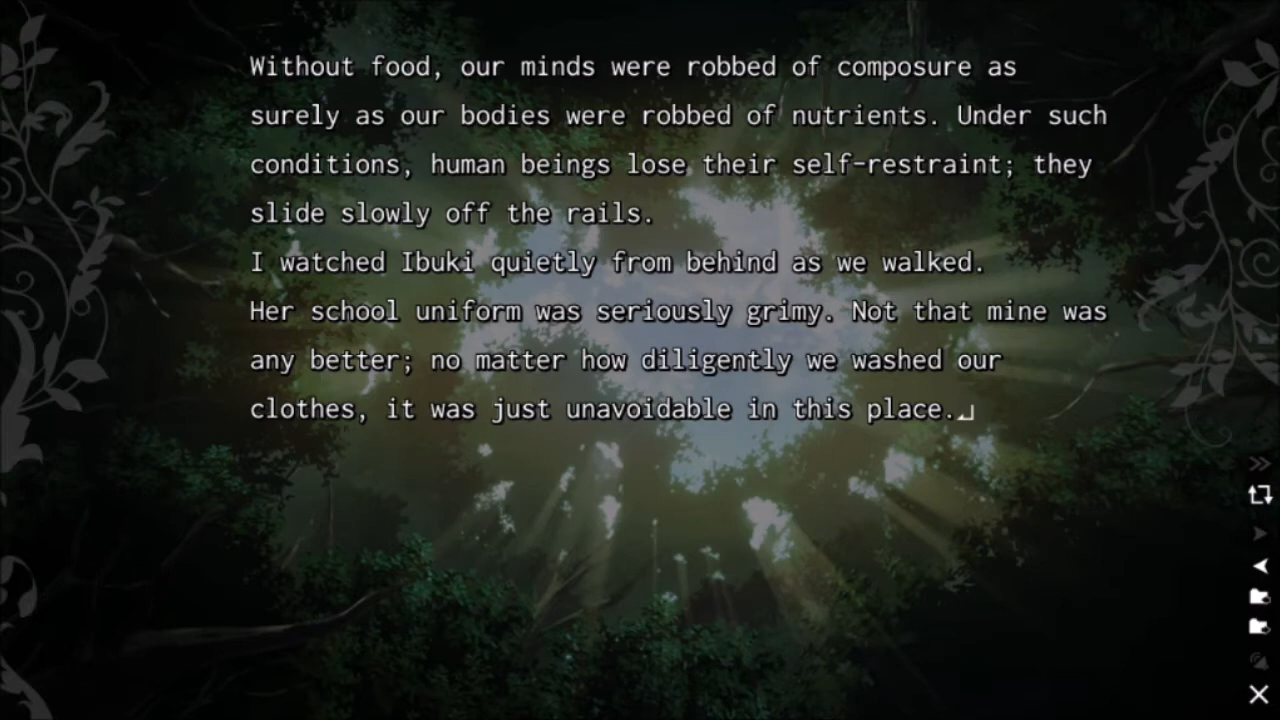 Without food, our minds were robbed of composure as
surely as our bodies were robbed of nutrients. Under such
conditions, human beings lose their self-restraint; they
slide slowly off the rails.
I watched Ibuki quietly from behind as we walked.
Her school uniform was seriously grimy. Not that mine was
any better; no matter how diligently we washed our
clothes, it was just unavoidable in this place.